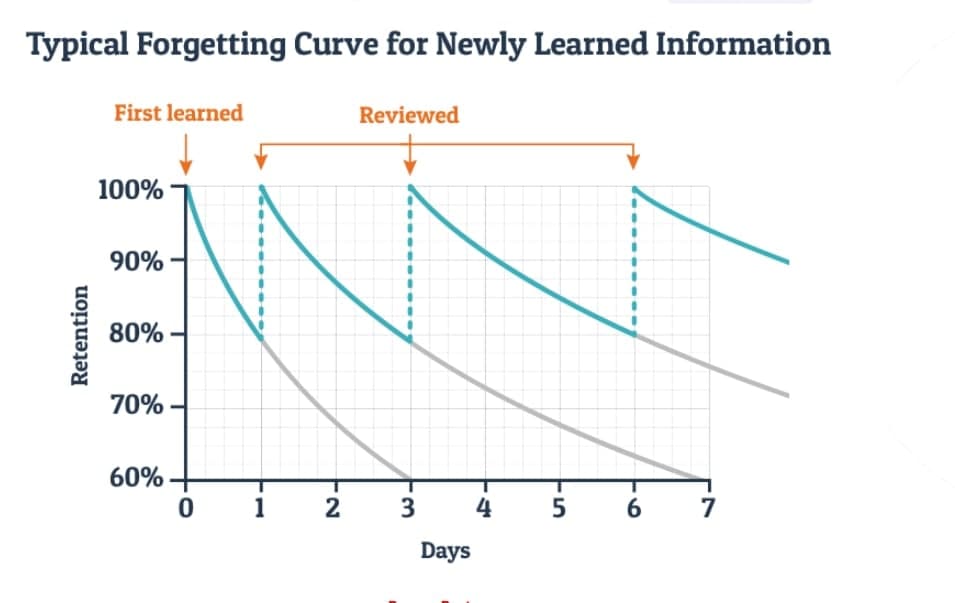 Typical Forgetting Curve for Newly Learned Information
First learned
Reviewed
100%
90%
80%
70%
60%
Retention
0 1 2 3 4 5 6 7
Days